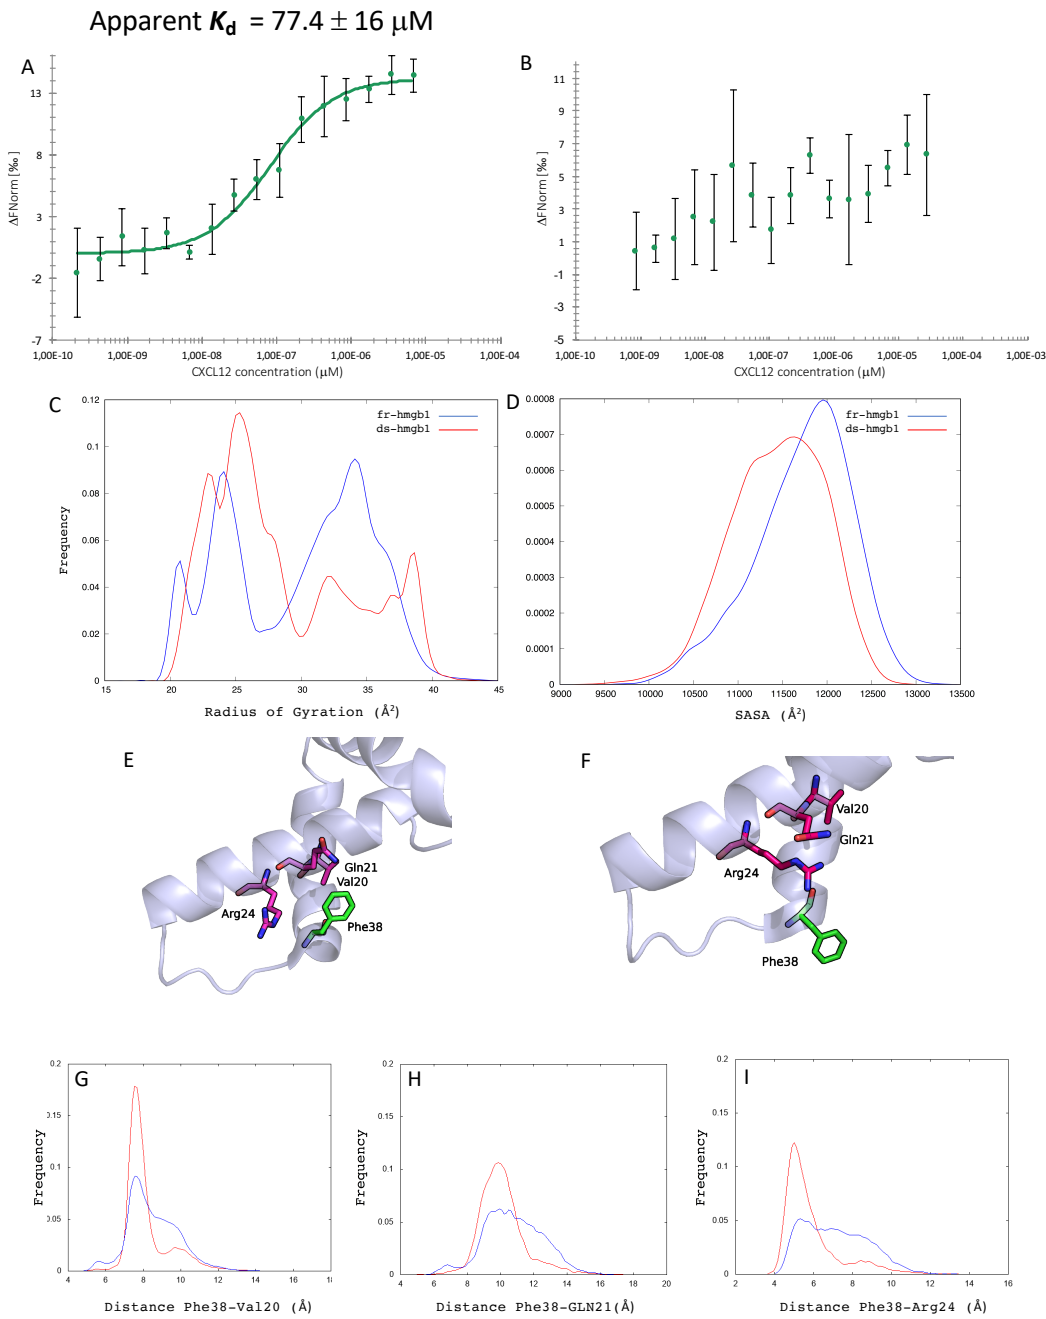 Apparent Kd = 77.4 ± 16 μM
A
13
8
3
-2
-7
ΔFNorm [‰]
1,00E-10 1,00E-09 1,00E-08 1,00E-07 1,00E-06 1,00E-05 1,00E-04
CXCL12 concentration (μM)
B
11
9
7
5
3
1
-1
-3
-5
ΔFNorm [‰]
1,00E-10 1,00E-09 1,00E-08 1,00E-07 1,00E-06 1,00E-05 1,00E-04 1,00E-03
CXCL12 concentration (μM)
C
fr-hmgb1
ds-hmgb1
0.12
0.1
0.08
0.06
0.04
0.02
0
Frequency
15 20 25 30 35 40 45
Radius of Gyration (Å²)
D
fr-hmgb1
ds-hmgb1
0.0008
0.0007
0.0006
0.0005
0.0004
0.0003
0.0002
0.0001
0
9000 9500 10000 10500 11000 11500 12000 12500 13000 13500
SASA (Å²)
E
Gln21
Val20
Arg24
Phe38
F
Val20
Gln21
Arg24
Phe38
G
0.2
0.15
0.1
0.05
0
Frequency
4 6 8 10 12 14 16 18
Distance Phe38-Val20 (Å)
H
0.2
0.15
0.1
0.05
0
Frequency
4 6 8 10 12 14 16 18 20
Distance Phe38-GLN21(Å)
I
0.2
0.15
0.1
0.05
0
Frequency
2 4 6 8 10 12 14 16
Distance Phe38-Arg24 (Å)